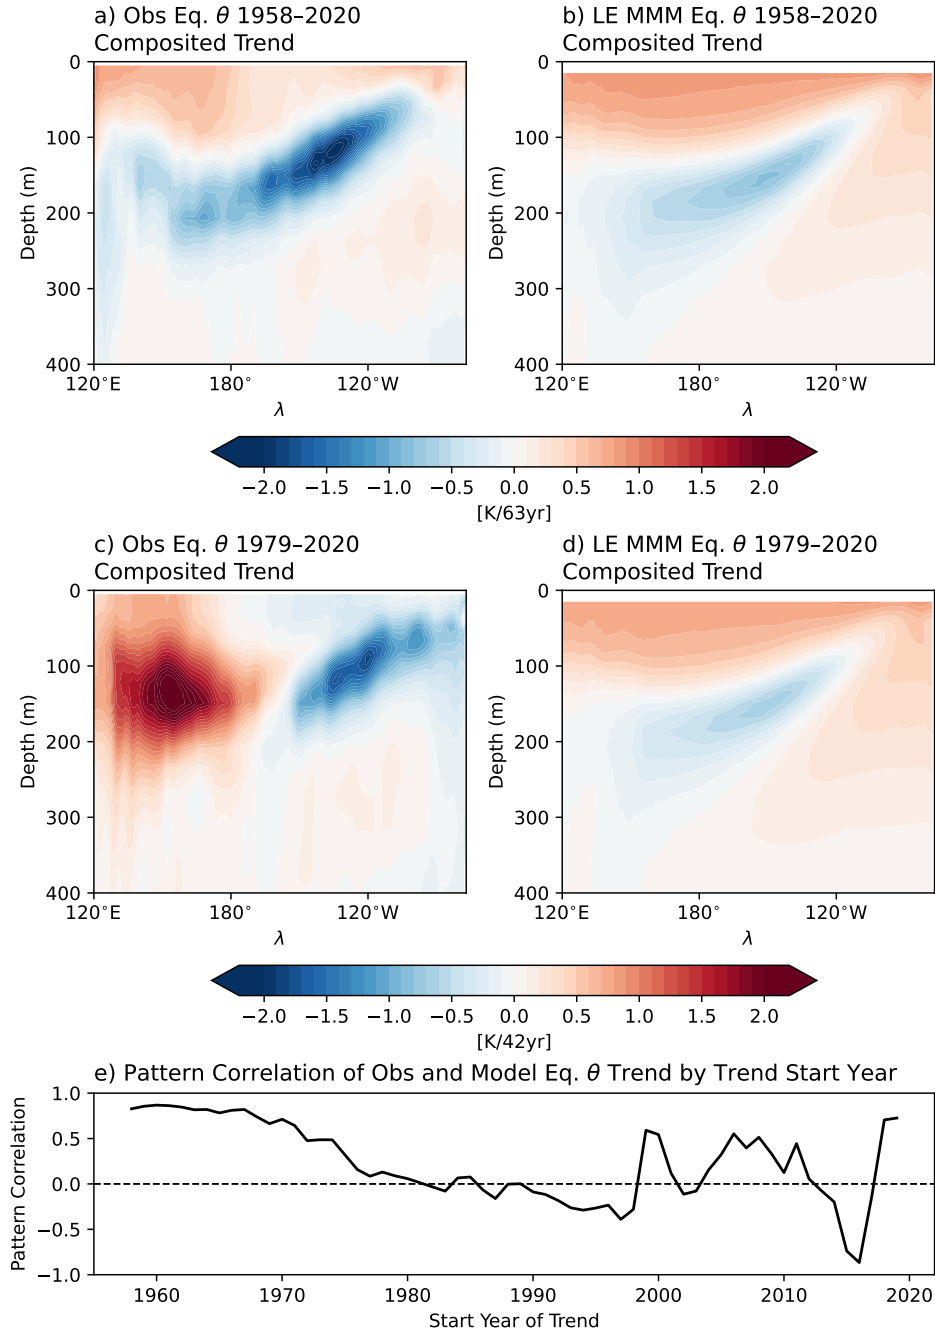 a) Obs Eq. θ 1958–2020
Composited Trend
b) LE MMM Eq. θ 1958–2020
Composited Trend
0
100
200
300
400
Depth (m)
120°E
180°
120°W
λ
0
100
200
300
400
Depth (m)
120°E
180°
120°W
λ
−2.0
−1.5
−1.0
−0.5
0.0
0.5
1.0
1.5
2.0
[K/63yr]
c) Obs Eq. θ 1979–2020
Composited Trend
d) LE MMM Eq. θ 1979–2020
Composited Trend
0
100
200
300
400
Depth (m)
120°E
180°
120°W
λ
0
100
200
300
400
Depth (m)
120°E
180°
120°W
λ
−2.0
−1.5
−1.0
−0.5
0.0
0.5
1.0
1.5
2.0
[K/42yr]
e) Pattern Correlation of Obs and Model Eq. θ Trend by Trend Start Year
1.0
0.5
0.0
−0.5
−1.0
Pattern Correlation
1960
1970
1980
1990
2000
2010
2020
Start Year of Trend